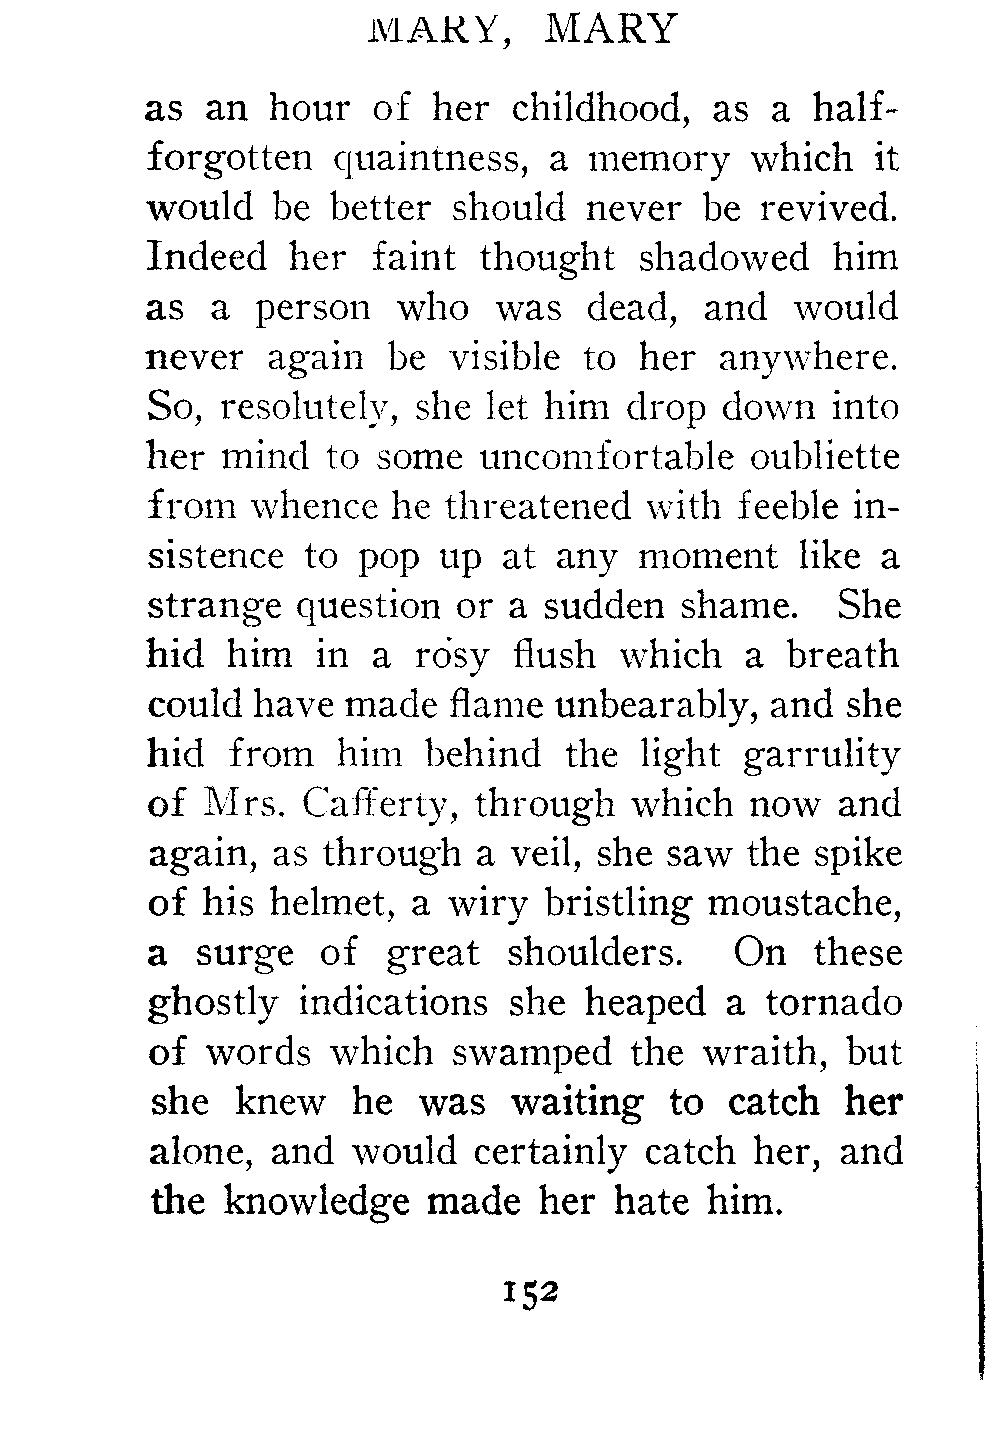 MARY, MARY
as an hour of her childhood, as a half-
forgotten quaintness, a memory which it
would be better should never be revived.
Indeed her faint thought shadowed him
as a person who was dead, and would
never again be visible to her anywhere.
So, resolutely, she let him drop down into
her mind to some uncomfortable oubliette
from whence he threatened with feeble in-
sistence to pop up at any moment like a
strange question or a sudden shame. She
hid him in a rosy flush which a breath
could have made flame unbearably, and she
hid from him behind the light garrulity
of Mrs. Cafferty, through which now and
again, as through a veil, she saw the spike
of his helmet, a wiry bristling moustache,
a surge of great shoulders. On these
ghostly indications she heaped a tornado
of words which swamped the wraith, but
she knew he was waiting to catch her
alone, and would certainly catch her, and
the knowledge made her hate him.
152